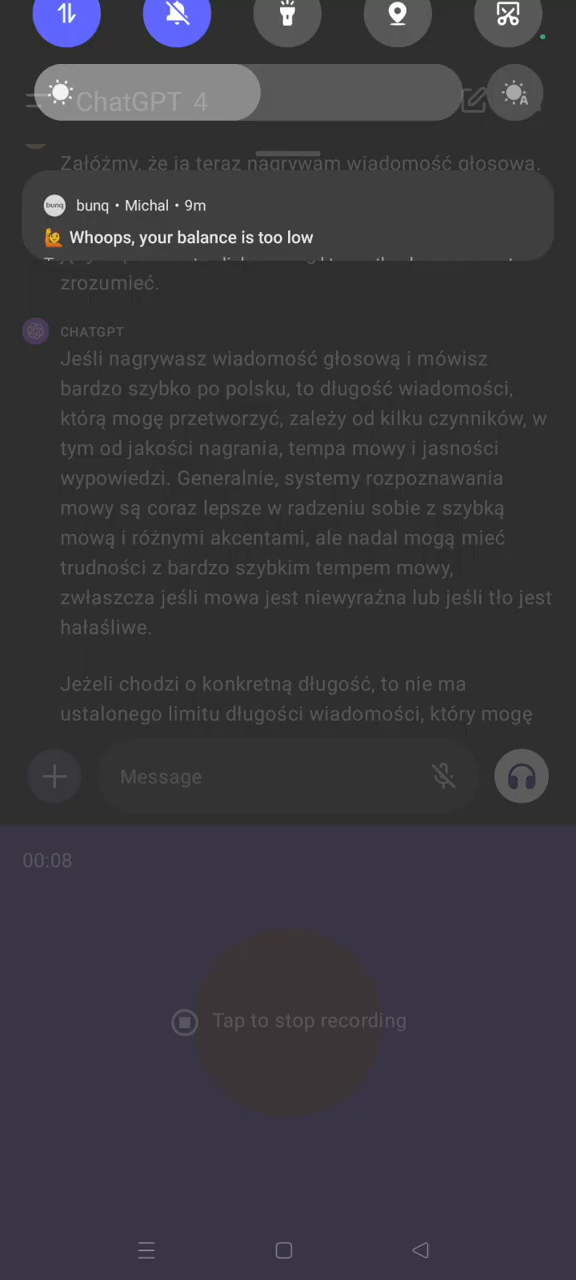 ChatGPT 4
A
Załóżmy, że ja teraz nagrywam wiadomość głosową.
bunq bunq • Michal • 9m
🙋 Whoops, your balance is too low
zrozumieć.
CHATGPT
Jeśli nagrywasz wiadomość głosową i mówisz
bardzo szybko po polsku, to długość wiadomości,
którą mogę przetworzyć, zależy od kilku czynników, w
tym od jakości nagrania, tempa mowy i jasności
wypowiedzi. Generalnie, systemy rozpoznawania
mowy są coraz lepsze w radzeniu sobie z szybką
mową i różnymi akcentami, ale nadal mogą mieć
trudności z bardzo szybkim tempem mowy,
zwłaszcza jeśli mowa jest niewyraźna lub jeśli tło jest
hałaśliwe.
Jeżeli chodzi o konkretną długość, to nie ma
ustalonego limitu długości wiadomości, który mogę
Message
00:08
Tap to stop recording